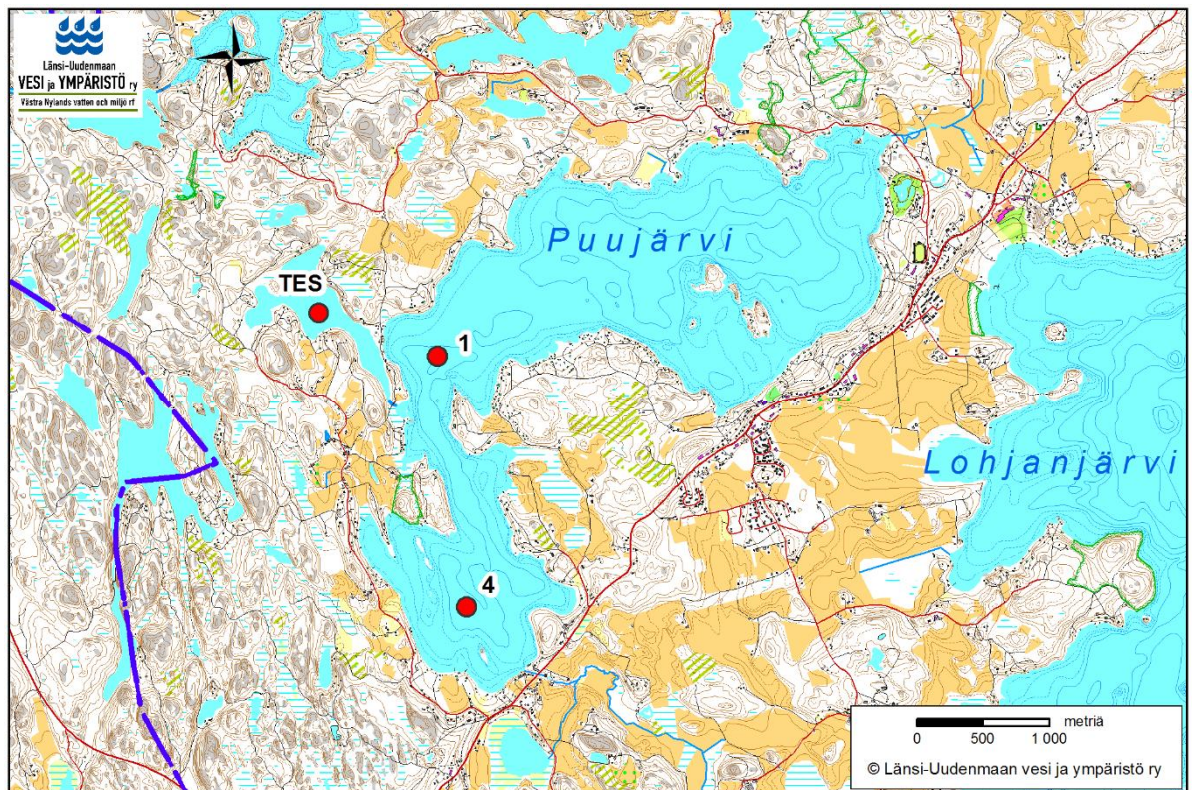 Länsi-Uudenmaan
VESI ja YMPÄRISTÖ ry
Västra Nylands vatten och miljö rf
Puujärvi
TES
1
Lohjanjärvi
4
metriä
0 500 1 000
© Länsi-Uudenmaan vesi ja ympäristö ry